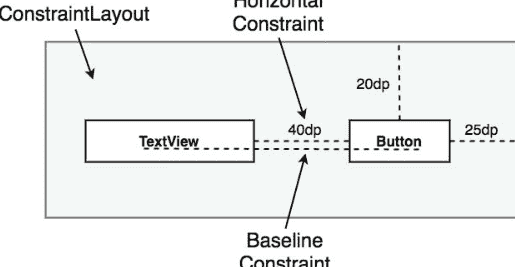 ConstraintLayout
Horizontal
Constraint
20dp
TextView
40dp
Button
25dp
Baseline
Constraint